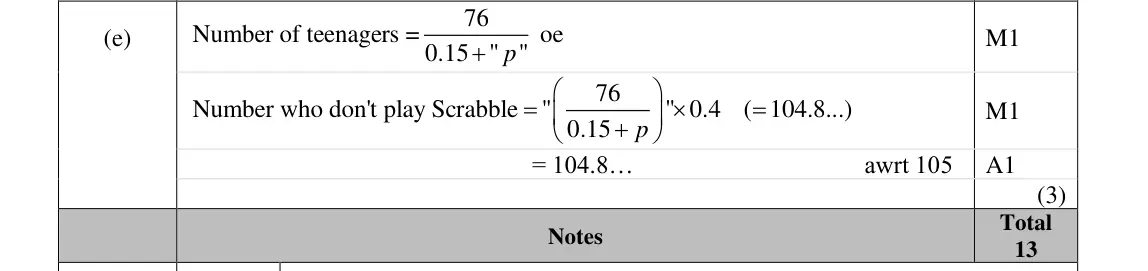 (e) Number of teenagers = 76 / (0.15 + "p") oe M1
Number who don't play Scrabble = "(76 / (0.15 + p))" × 0.4 (= 104.8...) M1
= 104.8… awrt 105 A1
(3)
Notes Total
13